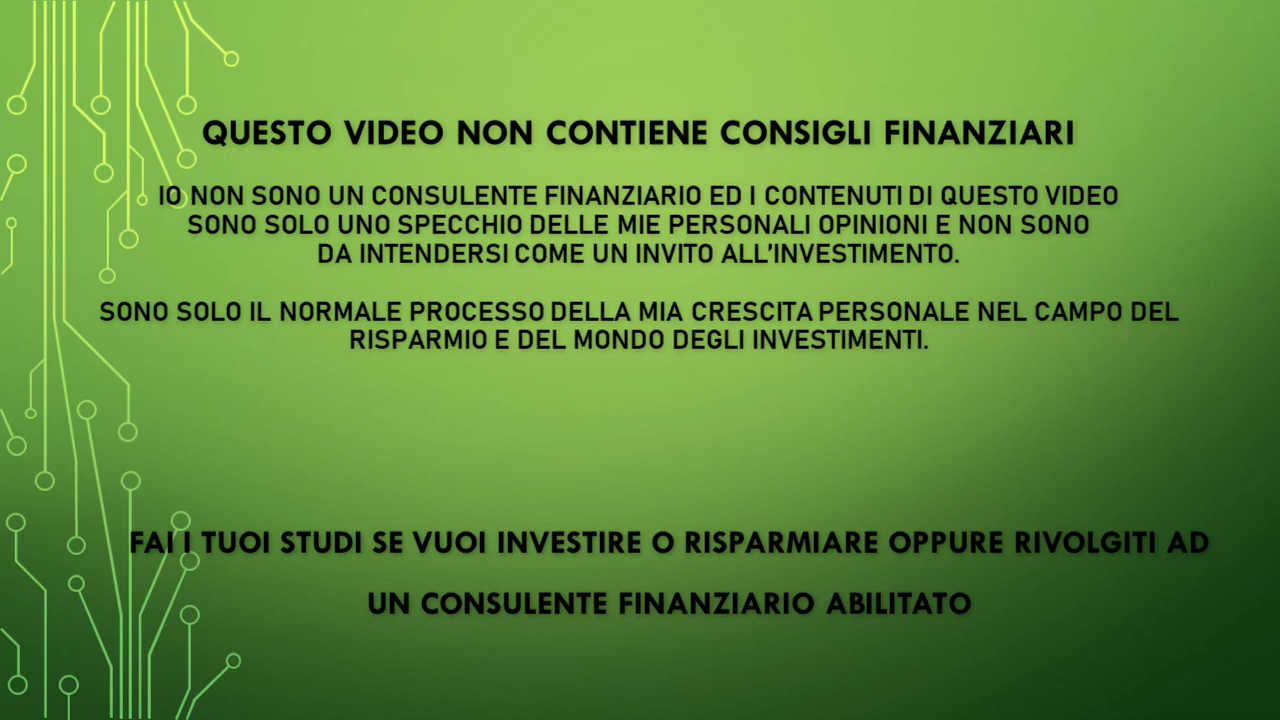 QUESTO VIDEO NON CONTIENE CONSIGLI FINANZIARI
IO NON SONO UN CONSULENTE FINANZIARIO ED I CONTENUTI DI QUESTO VIDEO
SONO SOLO UNO SPECCHIO DELLE MIE PERSONALI OPINIONI E NON SONO
DA INTENDERSI COME UN INVITO ALL'INVESTIMENTO.
SONO SOLO IL NORMALE PROCESSO DELLA MIA CRESCITA PERSONALE NEL CAMPO DEL
RISPARMIO E DEL MONDO DEGLI INVESTIMENTI.
FAI I TUOI STUDI SE VUOI INVESTIRE O RISPARMIARE OPPURE RIVOLGITI AD
UN CONSULENTE FINANZIARIO ABILITATO